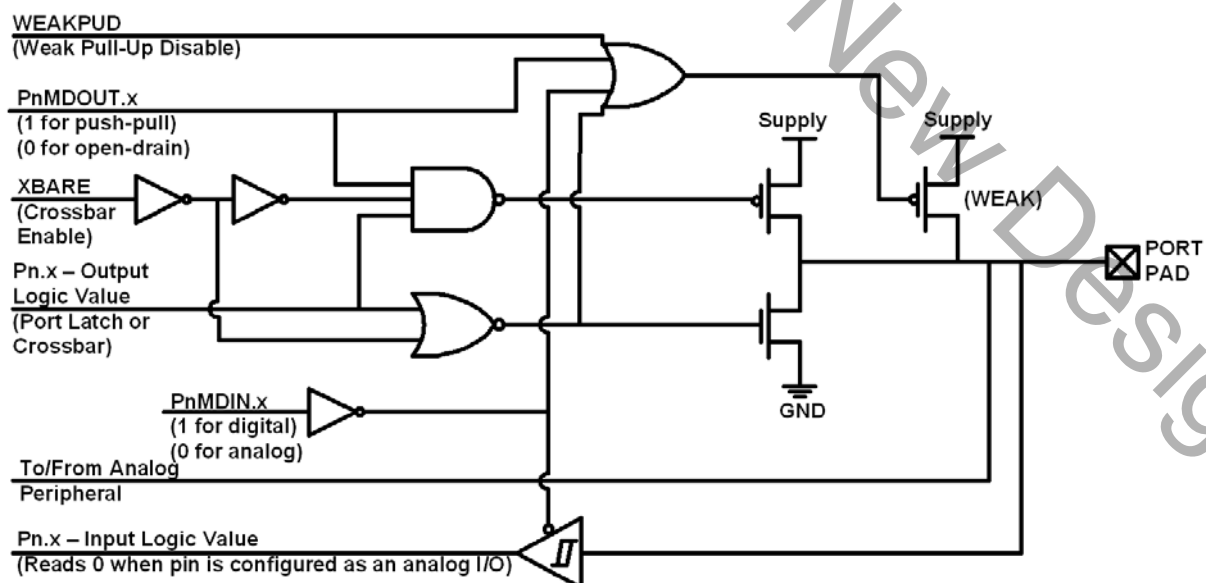 WEAKPUD
(Weak Pull-Up Disable)
PnMDOUT.x
(1 for push-pull)
(0 for open-drain)
XBARE
(Crossbar
Enable)
Pn.x – Output
Logic Value
(Port Latch or
Crossbar)
PnMDIN.x
(1 for digital)
(0 for analog)
To/From Analog
Peripheral
Pn.x – Input Logic Value
(Reads 0 when pin is configured as an analog I/O)
Supply
Supply
(WEAK)
GND
PORT
PAD
New Desig